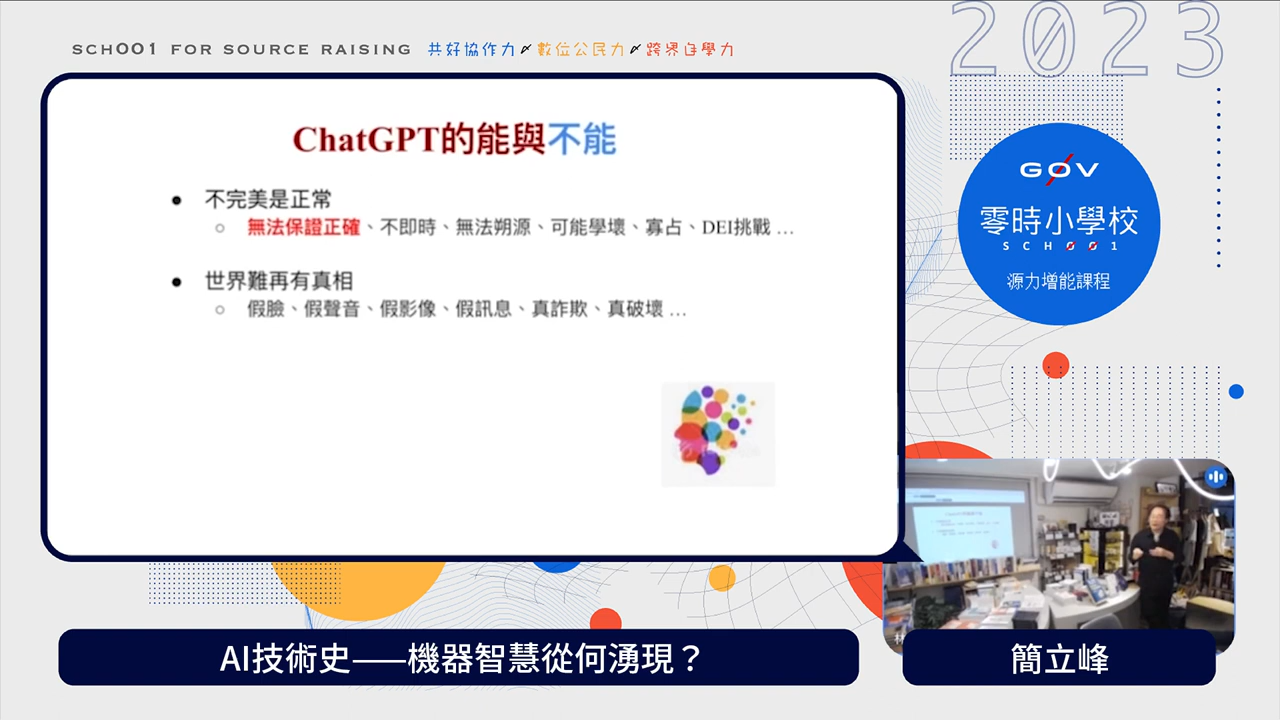 SCHOO1 FOR SOURCE RAISING 共好協作力 數位公民力 跨界自學力
2023
ChatGPT的能與不能
不完美是正常
無法保證正確、不即時、無法朔源、可能學壞、寡占、DEI挑戰 …
世界難再有真相
假臉、假聲音、假影像、假訊息、真詐欺、真破壞 …
GOV
零時小學校
SCHOO1
源力增能課程
AI技術史——機器智慧從何湧現？
簡立峰